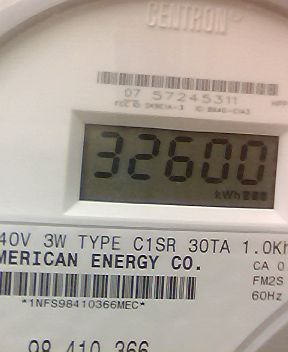 CENTRON
07 57245311
32600
kWh
40V 3W TYPE C1SR 30TA 1.0Kh
MERICAN ENERGY CO.
CA 0
FM2S
60Hz
*1NFS98410366MEC*
98 410 366